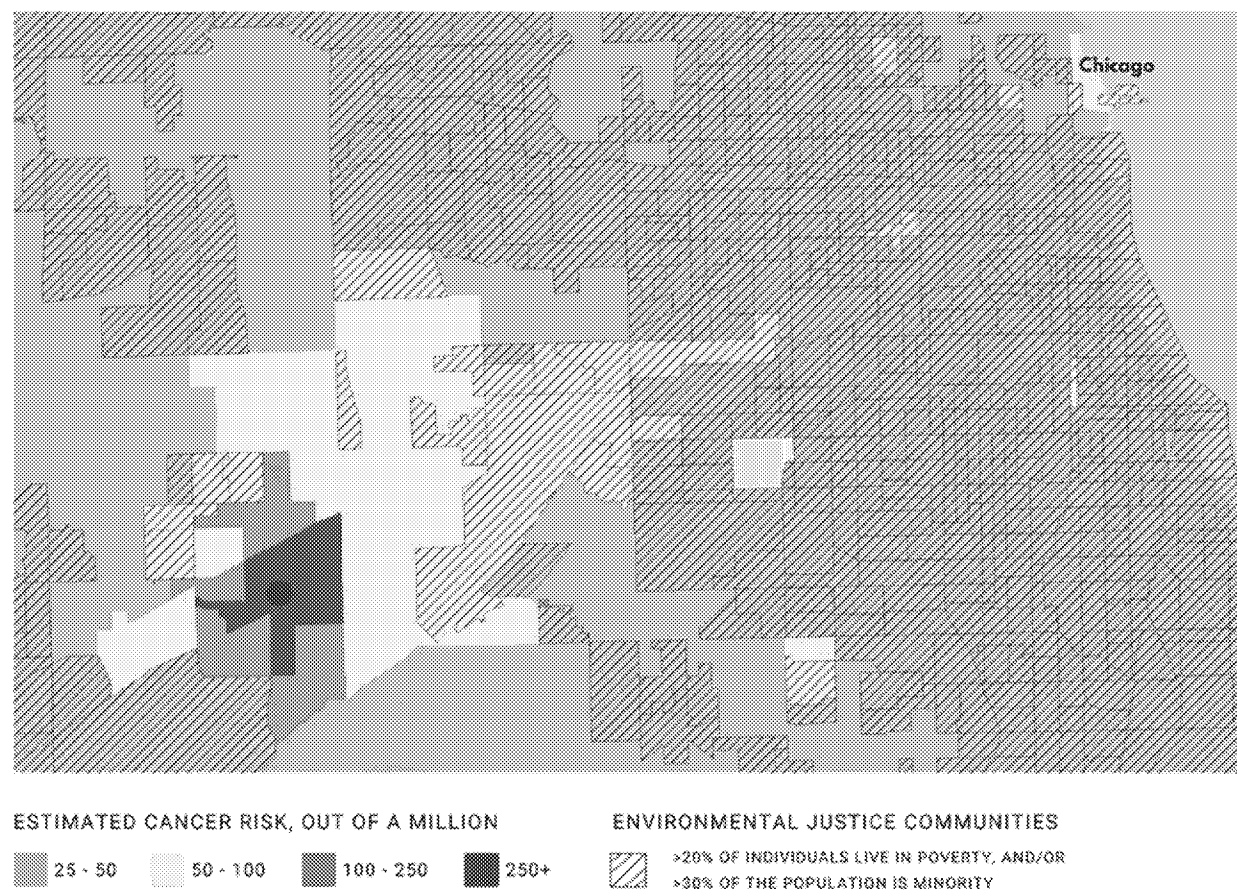 Chicago
ESTIMATED CANCER RISK, OUT OF A MILLION
25 - 50
50 - 100
100 - 250
250+
ENVIRONMENTAL JUSTICE COMMUNITIES
>20% OF INDIVIDUALS LIVE IN POVERTY, AND/OR
>30% OF THE POPULATION IS MINORITY